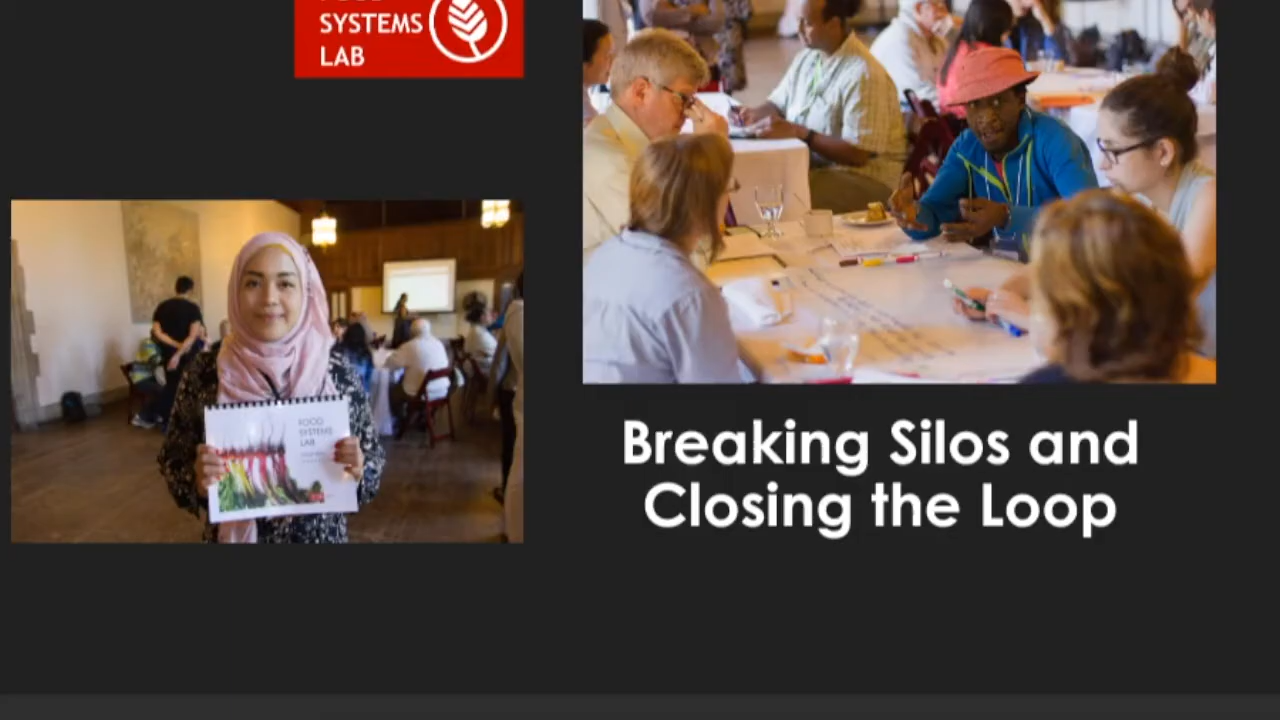 SYSTEMS
LAB
FOOD
SYSTEMS
LAB
Breaking Silos and
Closing the Loop